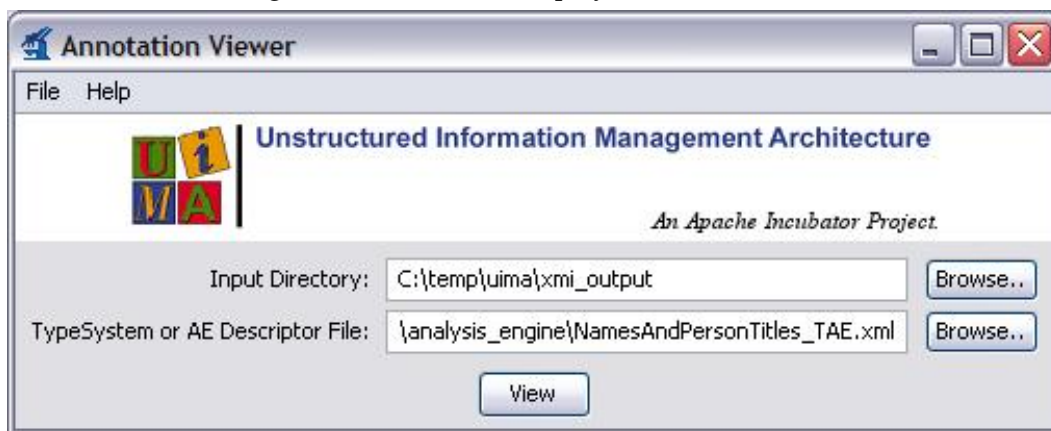 Annotation Viewer
File Help
U i M A
Unstructured Information Management Architecture
An Apache Incubator Project.
Input Directory: C:\temp\uima\xmi_output Browse..
TypeSystem or AE Descriptor File: \analysis_engine\NamesAndPersonTitles_TAE.xml Browse..
View